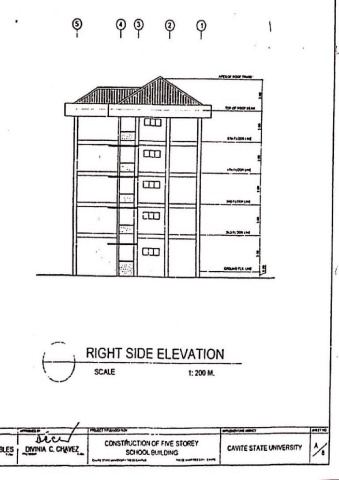 5 4 3 2 1
APEX OF ROOF FRAME
TOP OF ROOF BEAM
5TH FLOOR LINE
4TH FLOOR LINE
3RD FLOOR LINE
2ND FLOOR LINE
GROUND FLR. LINE
RIGHT SIDE ELEVATION
SCALE 1: 200 M.
APPROVED BY PROJECT TITLE/LOCATION IMPLEMENTING AGENCY SHEET NO
BLES DIVINIA C. CHAVEZ
CONSTRUCTION OF FIVE STOREY
SCHOOL BUILDING
CAVITE STATE UNIVERSITY
A/8